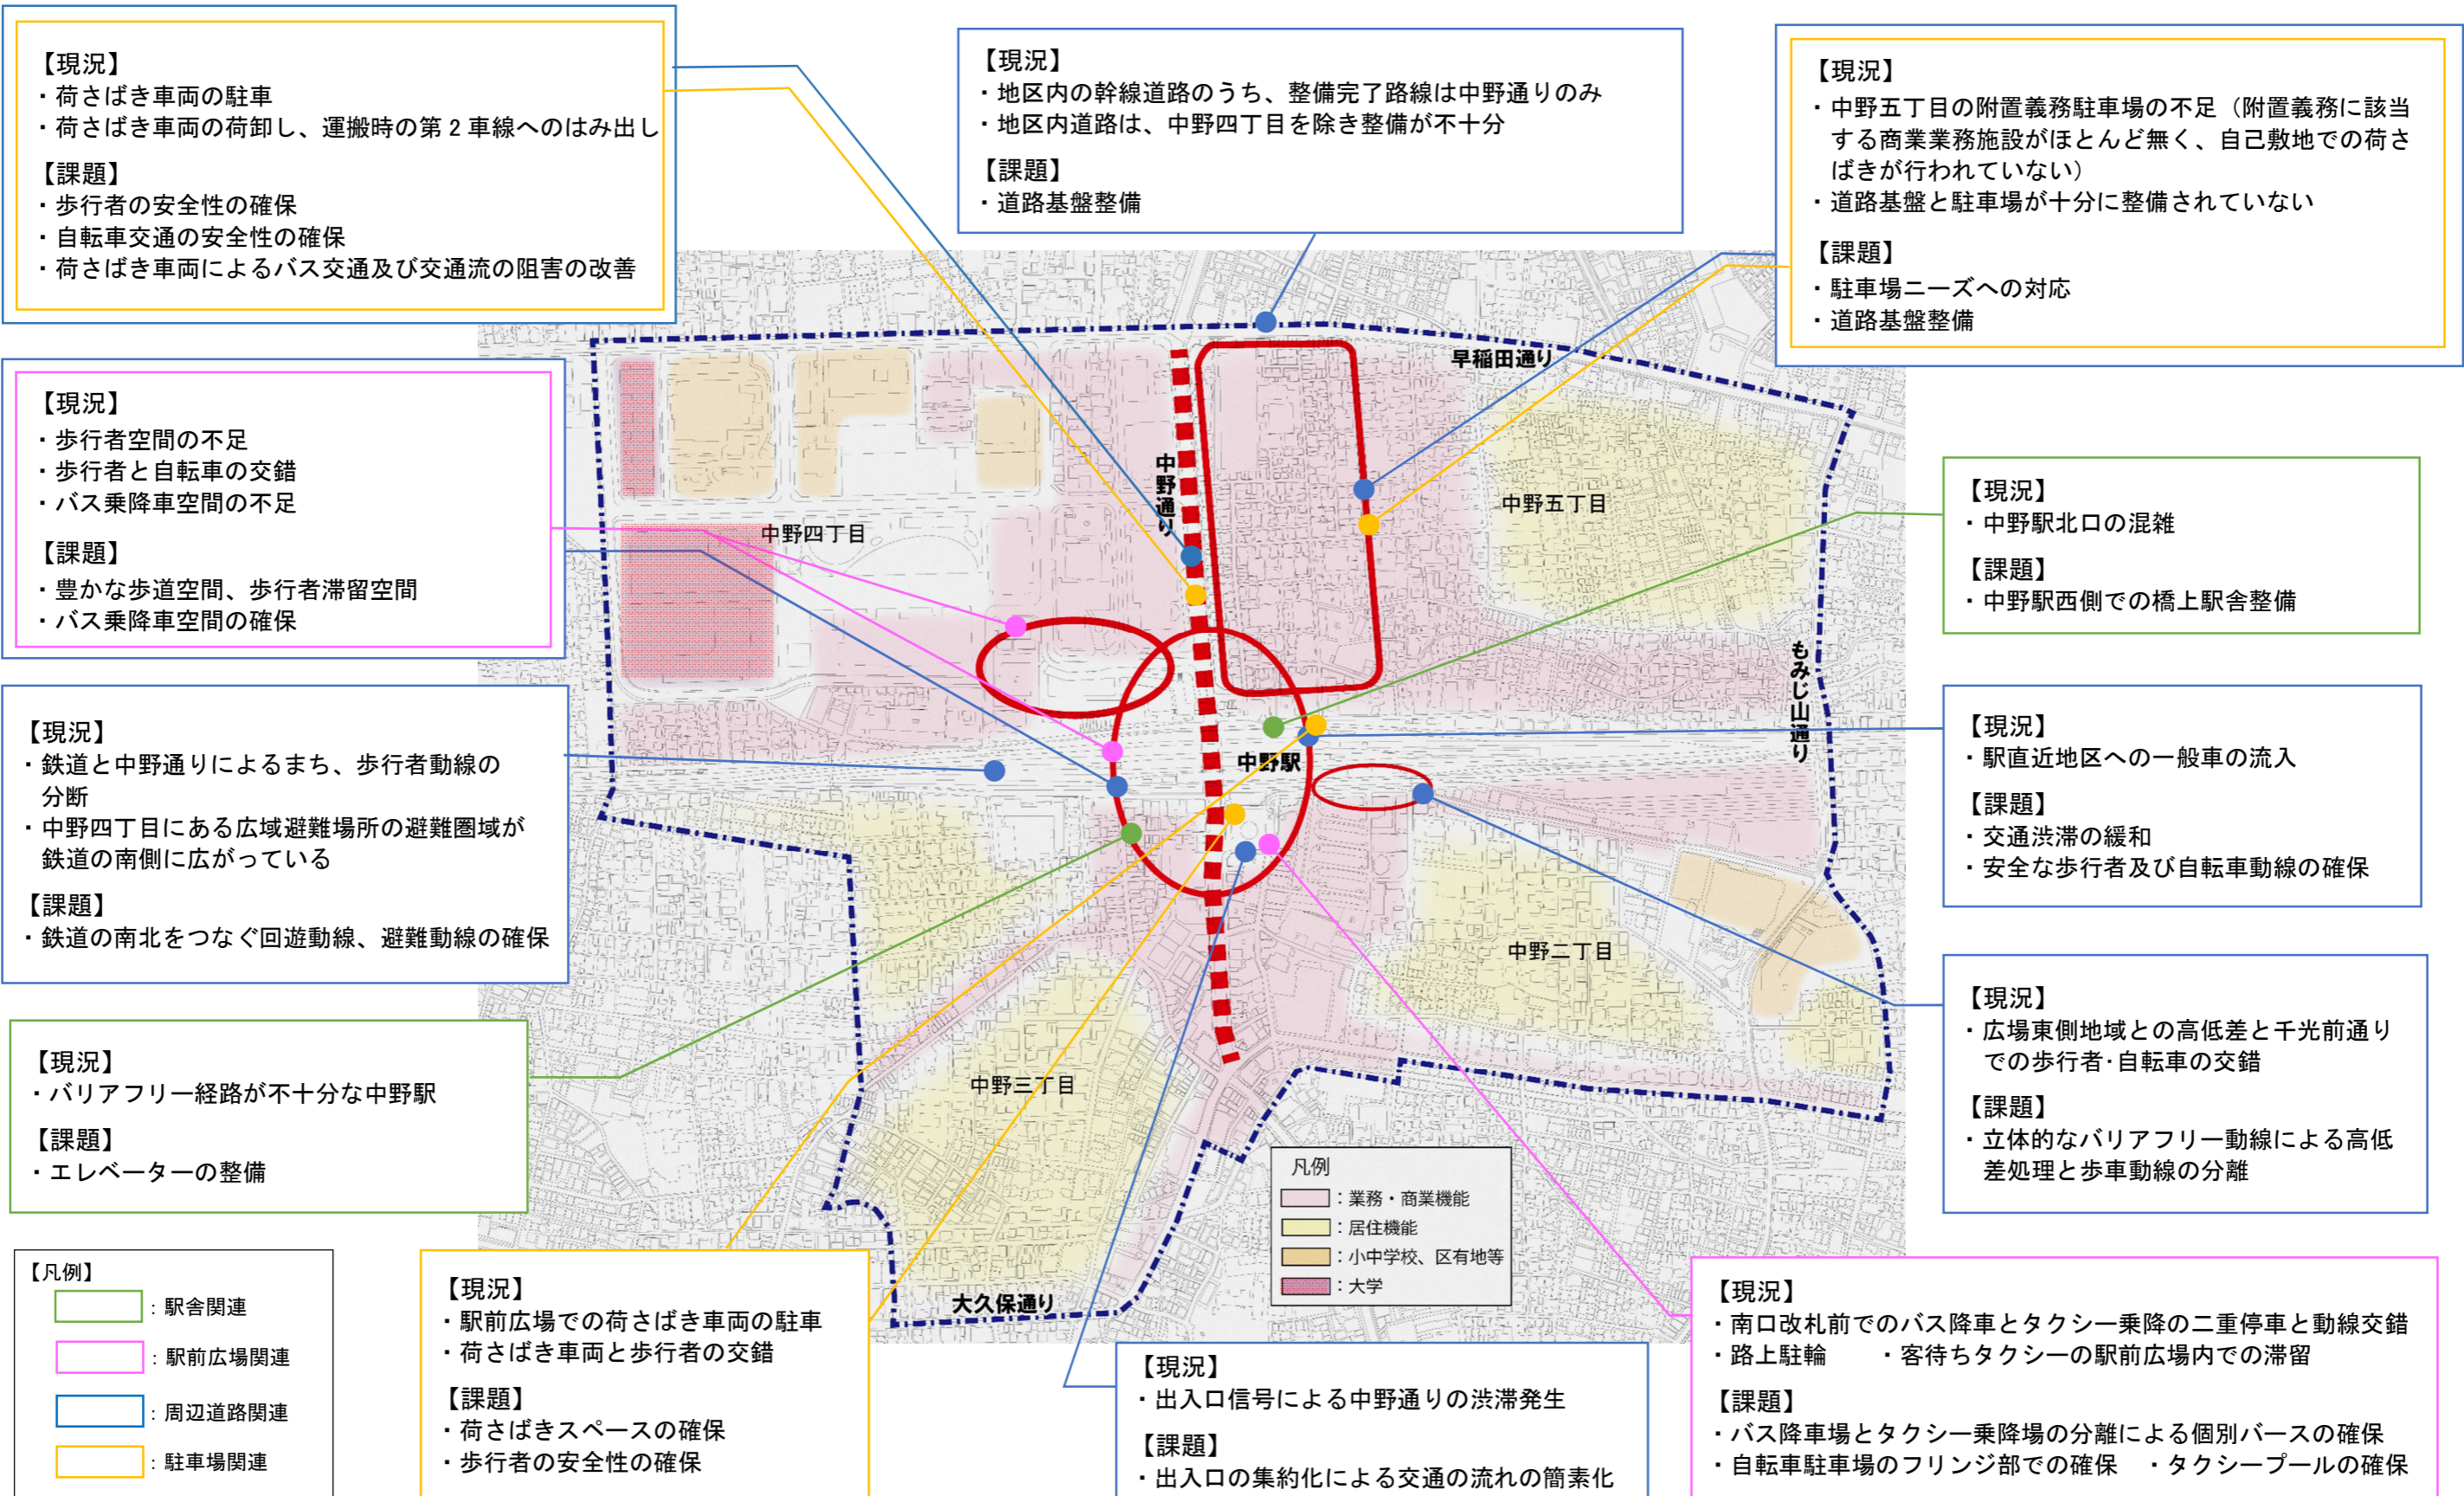 【現況】
・荷さばき車両の駐車
・荷さばき車両の荷卸し、運搬時の第2車線へのはみ出し
【課題】
・歩行者の安全性の確保
・自転車交通の安全性の確保
・荷さばき車両によるバス交通及び交通流の阻害の改善
【現況】
・地区内の幹線道路のうち、整備完了路線は中野通りのみ
・地区内道路は、中野四丁目を除き整備が不十分
【課題】
・道路基盤整備
【現況】
・中野五丁目の附置義務駐車場の不足（附置義務に該当
する商業業務施設がほとんど無く、自己敷地での荷さ
ばきが行われていない）
・道路基盤と駐車場が十分に整備されていない
【課題】
・駐車場ニーズへの対応
・道路基盤整備
【現況】
・歩行者空間の不足
・歩行者と自転車の交錯
・バス乗降車空間の不足
【課題】
・豊かな歩道空間、歩行者滞留空間
・バス乗降車空間の確保
早稲田通り
中野通り
中野四丁目
中野五丁目
【現況】
・中野駅北口の混雑
【課題】
・中野駅西側での橋上駅舎整備
もみじ山通り
【現況】
・鉄道と中野通りによるまち、歩行者動線の
分断
・中野四丁目にある広域避難場所の避難圏域が
鉄道の南側に広がっている
【課題】
・鉄道の南北をつなぐ回遊動線、避難動線の確保
中野駅
【現況】
・駅直近地区への一般車の流入
【課題】
・交通渋滞の緩和
・安全な歩行者及び自転車動線の確保
中野二丁目
中野三丁目
【現況】
・広場東側地域との高低差と千光前通り
での歩行者・自転車の交錯
【課題】
・立体的なバリアフリー動線による高低
差処理と歩車動線の分離
【現況】
・バリアフリー経路が不十分な中野駅
【課題】
・エレベーターの整備
凡例
：業務・商業機能
：居住機能
：小中学校、区有地等
：大学
大久保通り
【凡例】
：駅舎関連
：駅前広場関連
：周辺道路関連
：駐車場関連
【現況】
・駅前広場での荷さばき車両の駐車
・荷さばき車両と歩行者の交錯
【課題】
・荷さばきスペースの確保
・歩行者の安全性の確保
【現況】
・出入口信号による中野通りの渋滞発生
【課題】
・出入口の集約化による交通の流れの簡素化
【現況】
・南口改札前でのバス降車とタクシー乗降の二重停車と動線交錯
・路上駐輪　・客待ちタクシーの駅前広場内での滞留
【課題】
・バス降車場とタクシー乗降場の分離による個別バースの確保
・自転車駐車場のフリンジ部での確保　・タクシープールの確保